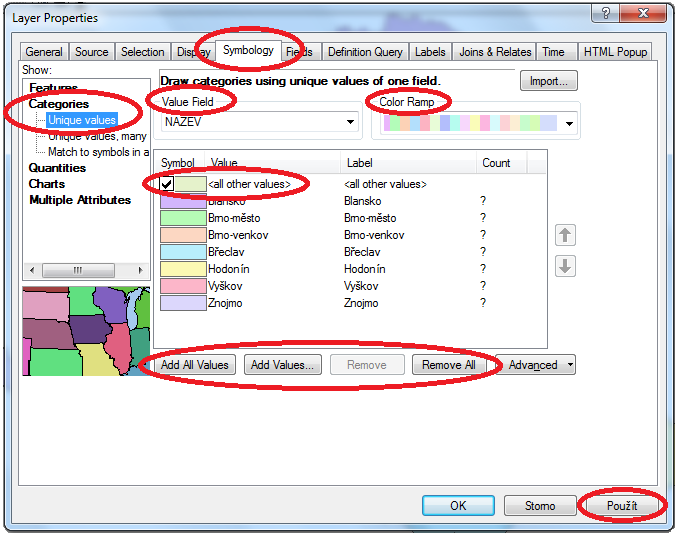 Layer Properties
General Source Selection Display Symbology Fields Definition Query Labels Joins & Relates Time HTML Popup
Show:
Features
Categories
Unique values
Unique values, many
Match to symbols in a
Quantities
Charts
Multiple Attributes
Draw categories using unique values of one field.
Import...
Value Field
NAZEV
Color Ramp
Symbol Value Label Count
<all other values> <all other values>
Blansko Blansko ?
Brno-město Brno-město ?
Brno-venkov Brno-venkov ?
Břeclav Břeclav ?
Hodonín Hodonín ?
Vyškov Vyškov ?
Znojmo Znojmo ?
Add All Values Add Values... Remove Remove All Advanced
OK Storno Použít